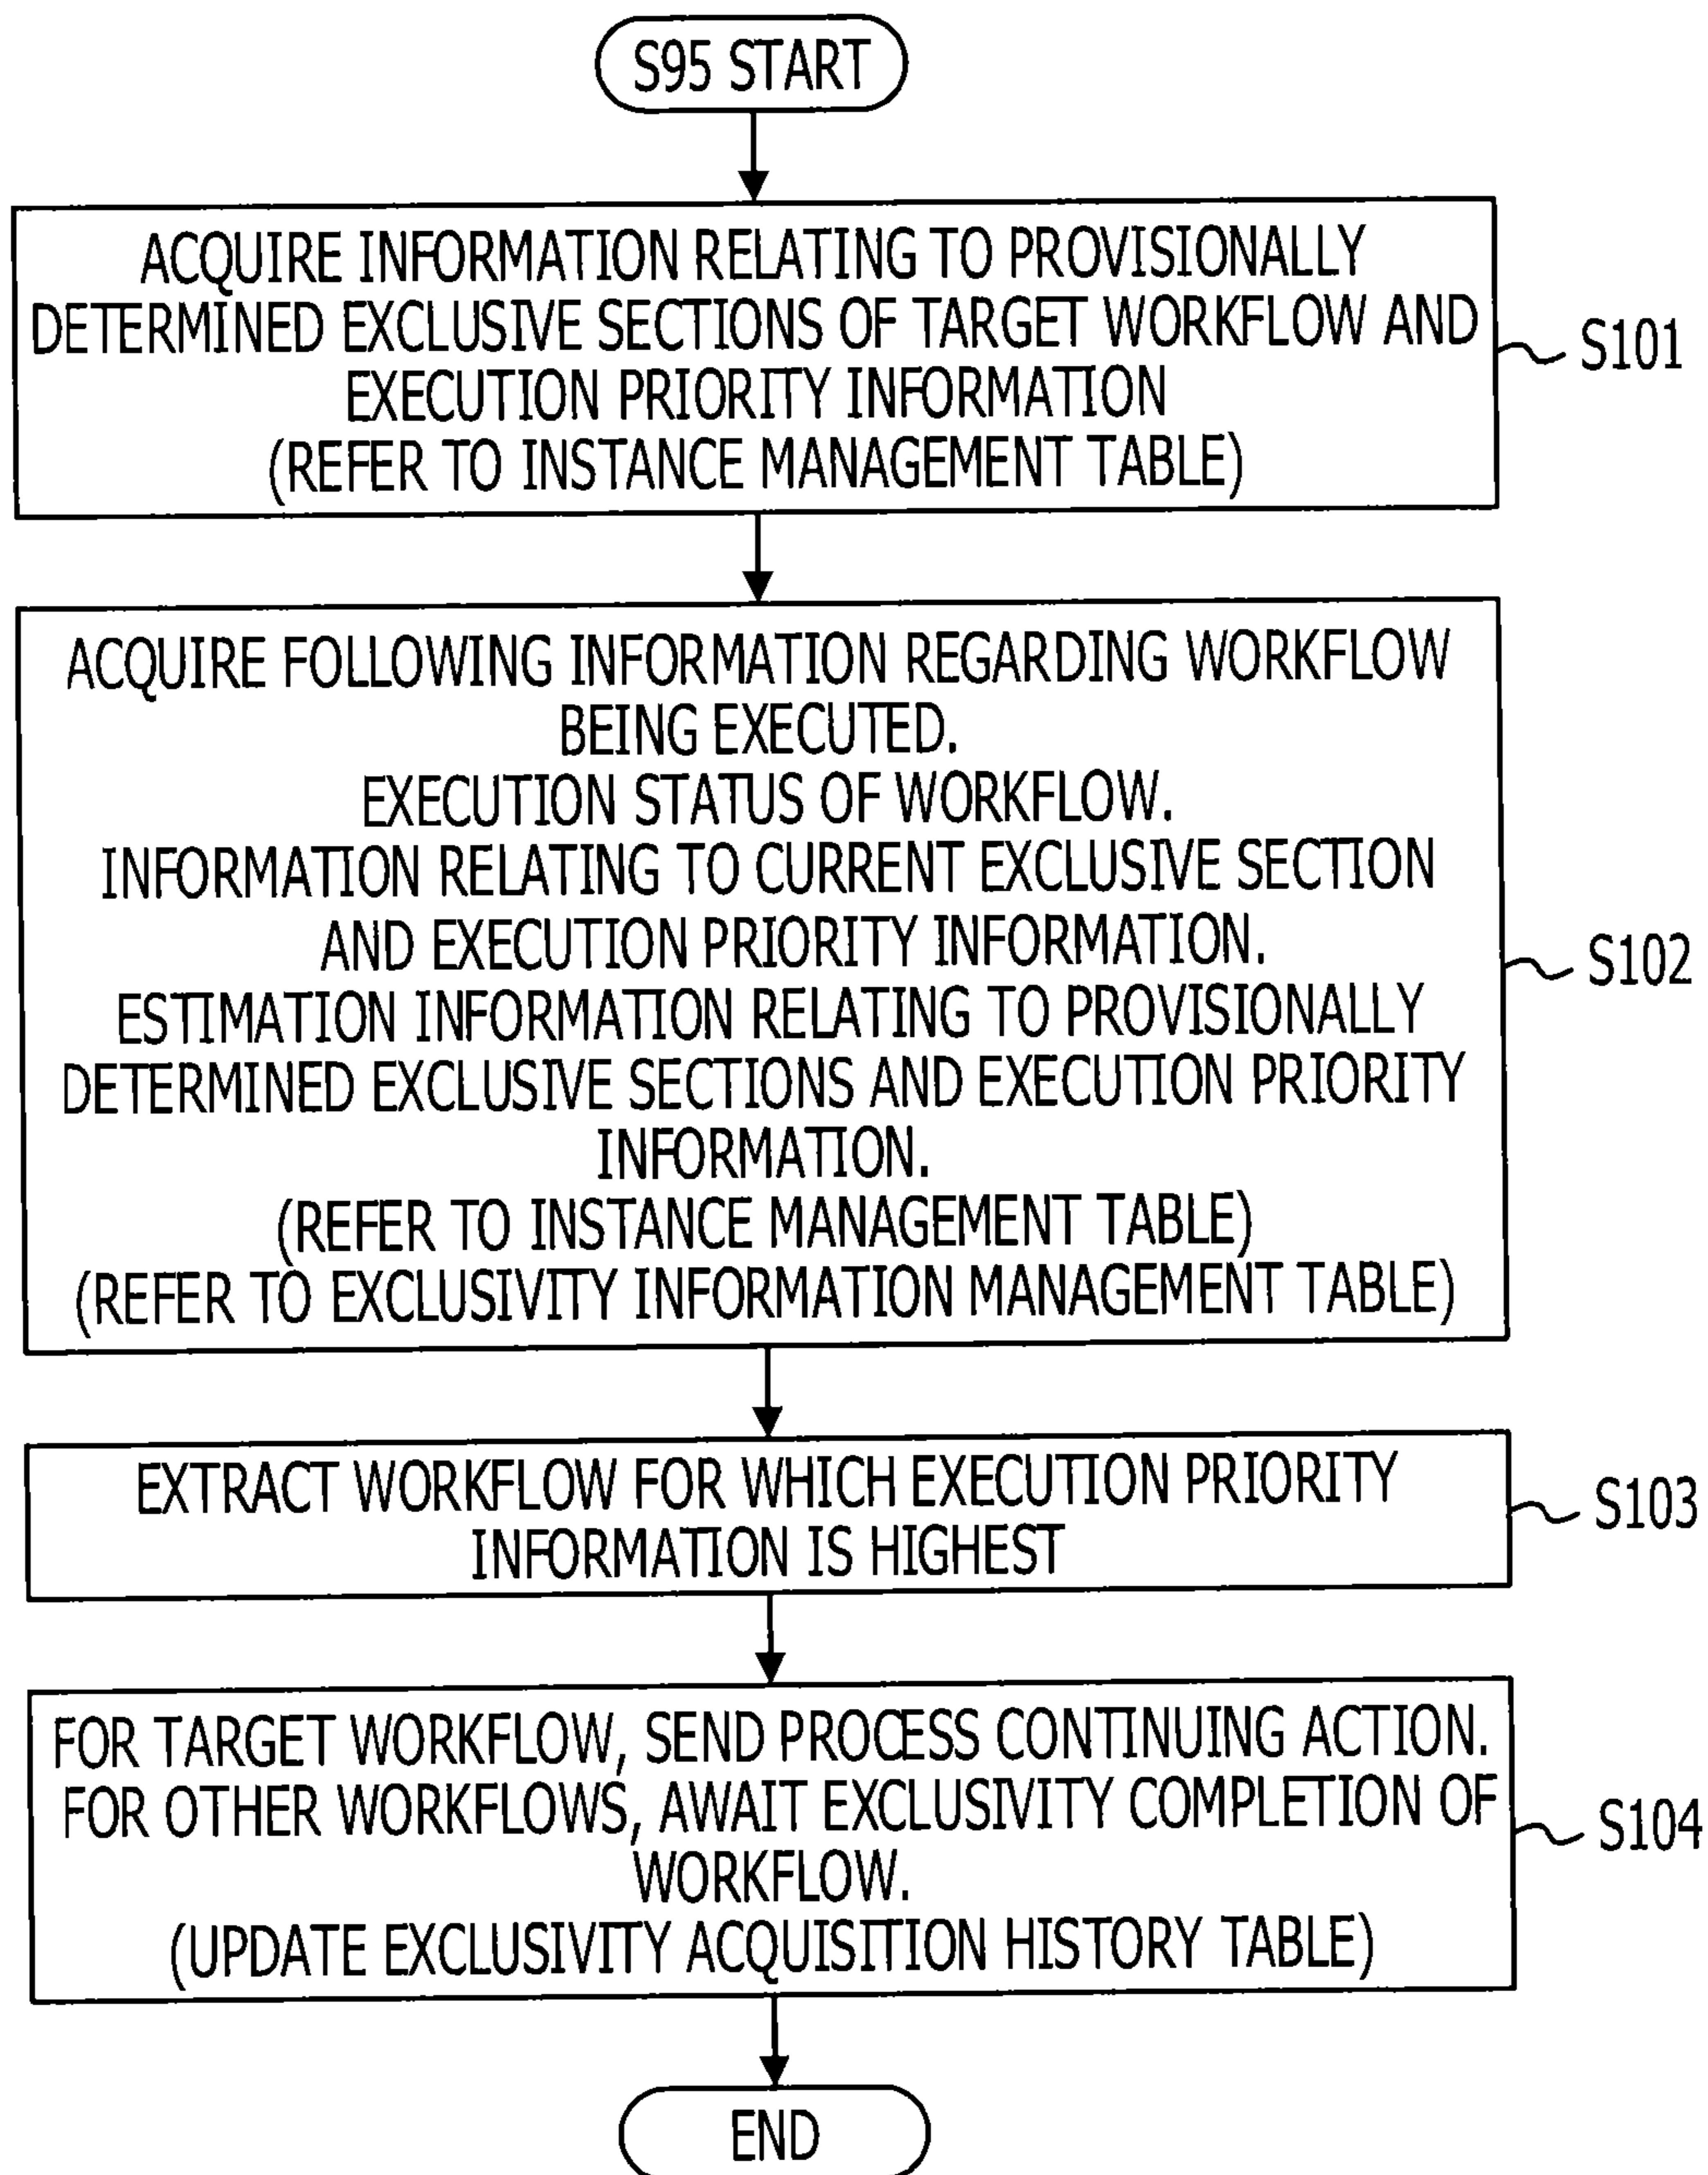 S95 START
ACQUIRE INFORMATION RELATING TO PROVISIONALLY
DETERMINED EXCLUSIVE SECTIONS OF TARGET WORKFLOW AND
EXECUTION PRIORITY INFORMATION
(REFER TO INSTANCE MANAGEMENT TABLE)
S101
ACQUIRE FOLLOWING INFORMATION REGARDING WORKFLOW
BEING EXECUTED.
EXECUTION STATUS OF WORKFLOW.
INFORMATION RELATING TO CURRENT EXCLUSIVE SECTION
AND EXECUTION PRIORITY INFORMATION.
ESTIMATION INFORMATION RELATING TO PROVISIONALLY
DETERMINED EXCLUSIVE SECTIONS AND EXECUTION PRIORITY
INFORMATION.
(REFER TO INSTANCE MANAGEMENT TABLE)
(REFER TO EXCLUSIVITY INFORMATION MANAGEMENT TABLE)
S102
EXTRACT WORKFLOW FOR WHICH EXECUTION PRIORITY
INFORMATION IS HIGHEST
S103
FOR TARGET WORKFLOW, SEND PROCESS CONTINUING ACTION.
FOR OTHER WORKFLOWS, AWAIT EXCLUSIVITY COMPLETION OF
WORKFLOW.
(UPDATE EXCLUSIVITY ACQUISITION HISTORY TABLE)
S104
END